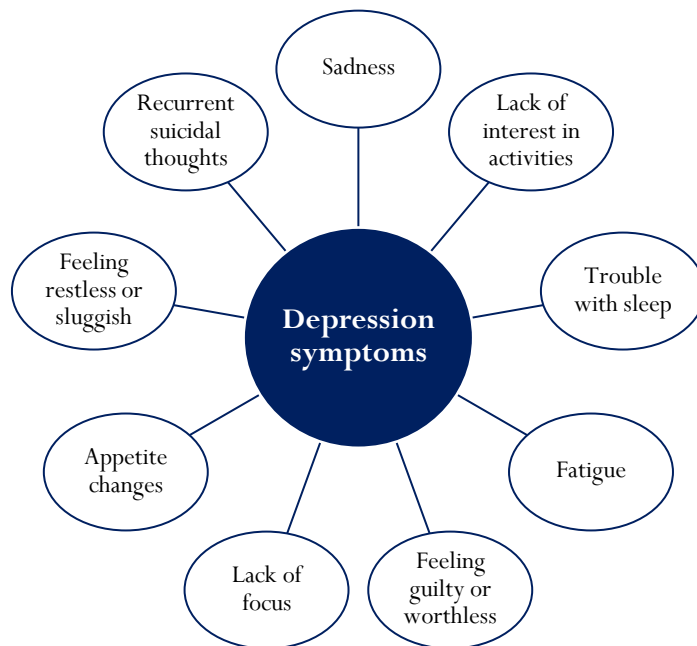 Depression
symptoms
Sadness
Lack of
interest in
activities
Trouble
with sleep
Fatigue
Feeling
guilty or
worthless
Lack of
focus
Appetite
changes
Feeling
restless or
sluggish
Recurrent
suicidal
thoughts